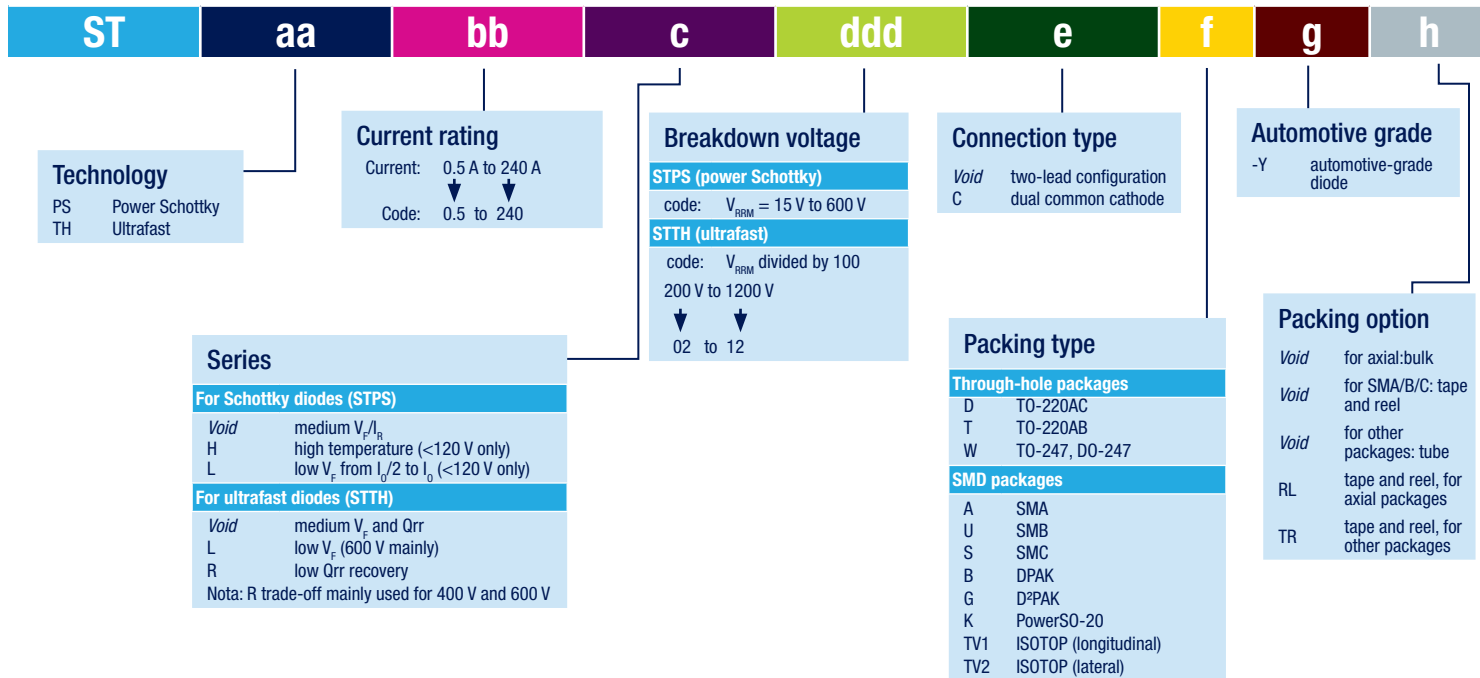 ST aa bb c ddd e f g h
Technology
PS Power Schottky
TH Ultrafast
Current rating
Current: 0.5 A to 240 A
Code: 0.5 to 240
Series
For Schottky diodes (STPS)
Void medium VF/IR
H high temperature (<120 V only)
L low VF from I0/2 to I0 (<120 V only)
For ultrafast diodes (STTH)
Void medium VF and Qrr
L low VF (600 V mainly)
R low Qrr recovery
Nota: R trade-off mainly used for 400 V and 600 V
Breakdown voltage
STPS (power Schottky)
code: VRRM = 15 V to 600 V
STTH (ultrafast)
code: VRRM divided by 100
200 V to 1200 V
02 to 12
Connection type
Void two-lead configuration
C dual common cathode
Packing type
Through-hole packages
D TO-220AC
T TO-220AB
W TO-247, DO-247
SMD packages
A SMA
U SMB
S SMC
B DPAK
G D²PAK
K PowerSO-20
TV1 ISOTOP (longitudinal)
TV2 ISOTOP (lateral)
Automotive grade
-Y automotive-grade
diode
Packing option
Void for axial:bulk
Void for SMA/B/C: tape
and reel
Void for other
packages: tube
RL tape and reel, for
axial packages
TR tape and reel, for
other packages